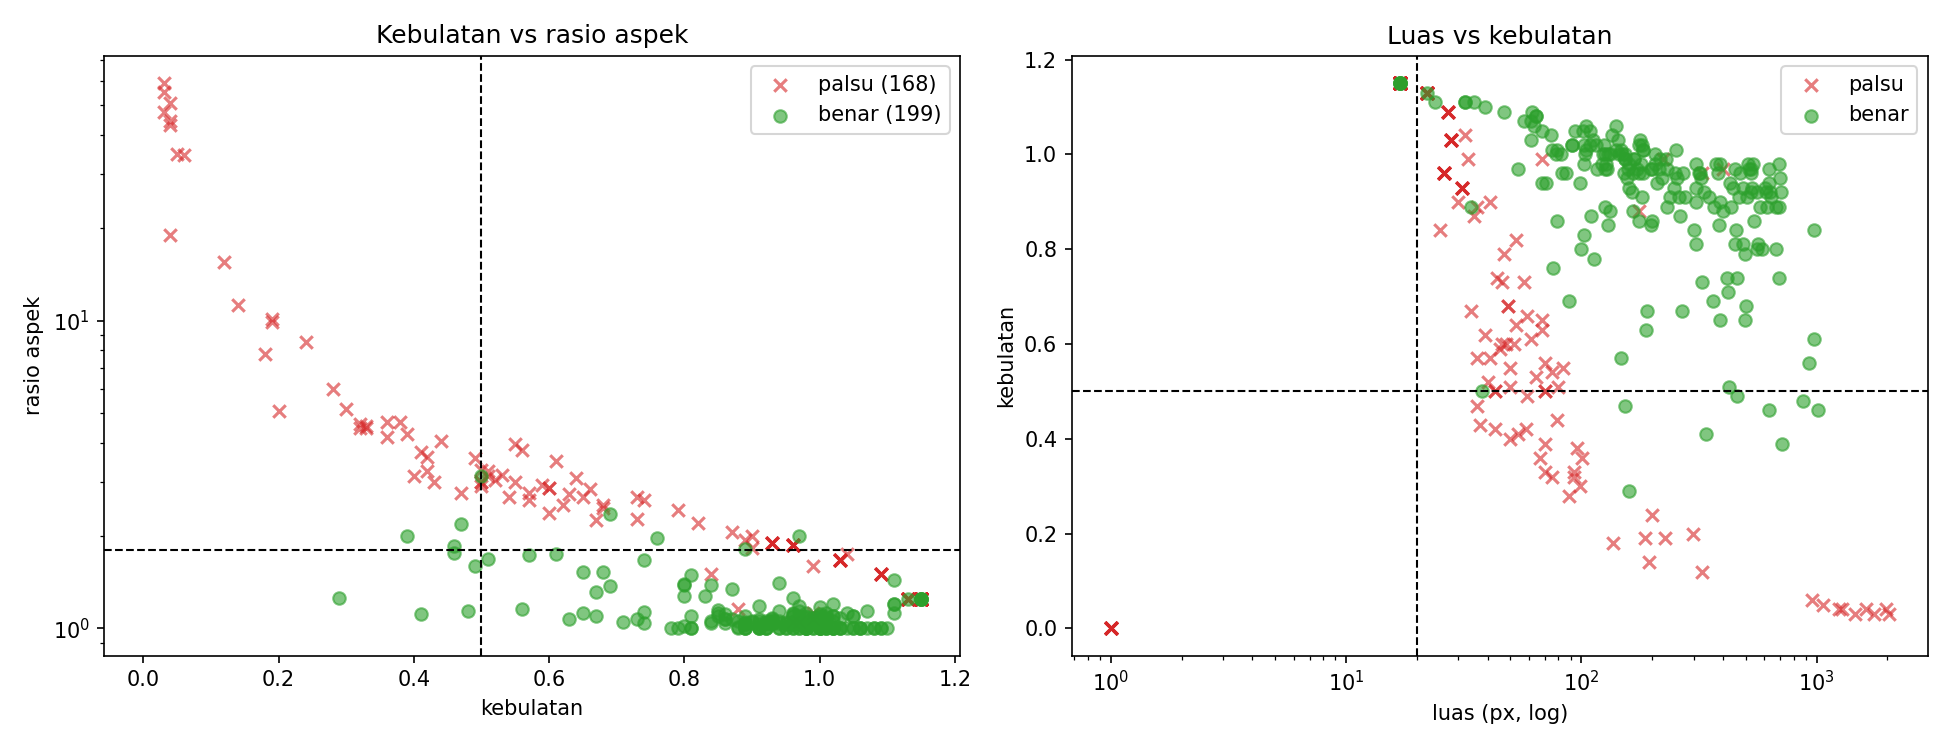 Kebulatan vs rasio aspek
palsu (168)
benar (199)
rasio aspek
10¹
10⁰
0.0 0.2 0.4 0.6 0.8 1.0 1.2
kebulatan
Luas vs kebulatan
palsu
benar
kebulatan
1.2
1.0
0.8
0.6
0.4
0.2
0.0
10⁰ 10¹ 10² 10³
luas (px, log)